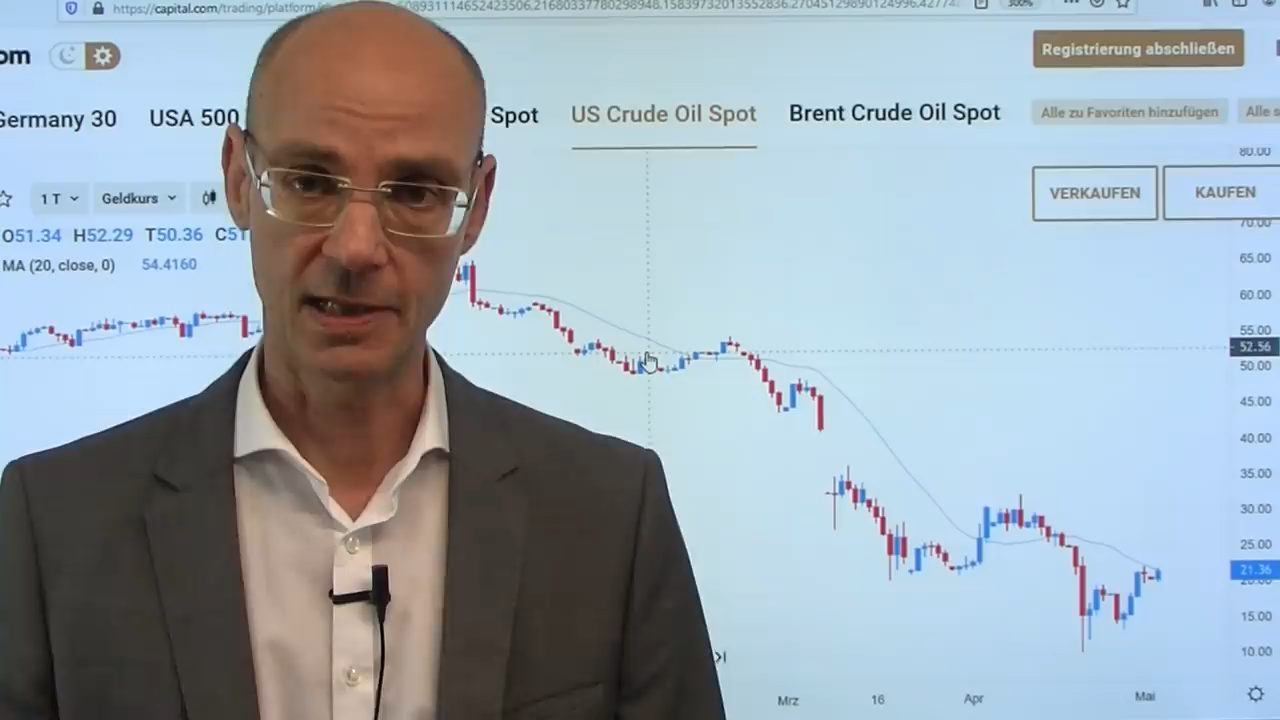 https://capital.com/trading/platform/
om
Registrierung abschließen
Germany 30
USA 500
Spot
US Crude Oil Spot
Brent Crude Oil Spot
Alle zu Favoriten hinzufügen
Alle
80.00
1 T
Geldkurs
VERKAUFEN
KAUFEN
70.00
O51.34 H52.29 T50.36 C51
MA (20, close, 0) 54.4160
65.00
60.00
55.00
52.56
50.00
45.00
40.00
35.00
30.00
25.00
21.36
20.00
15.00
10.00
Mrz
16
Apr
Mai